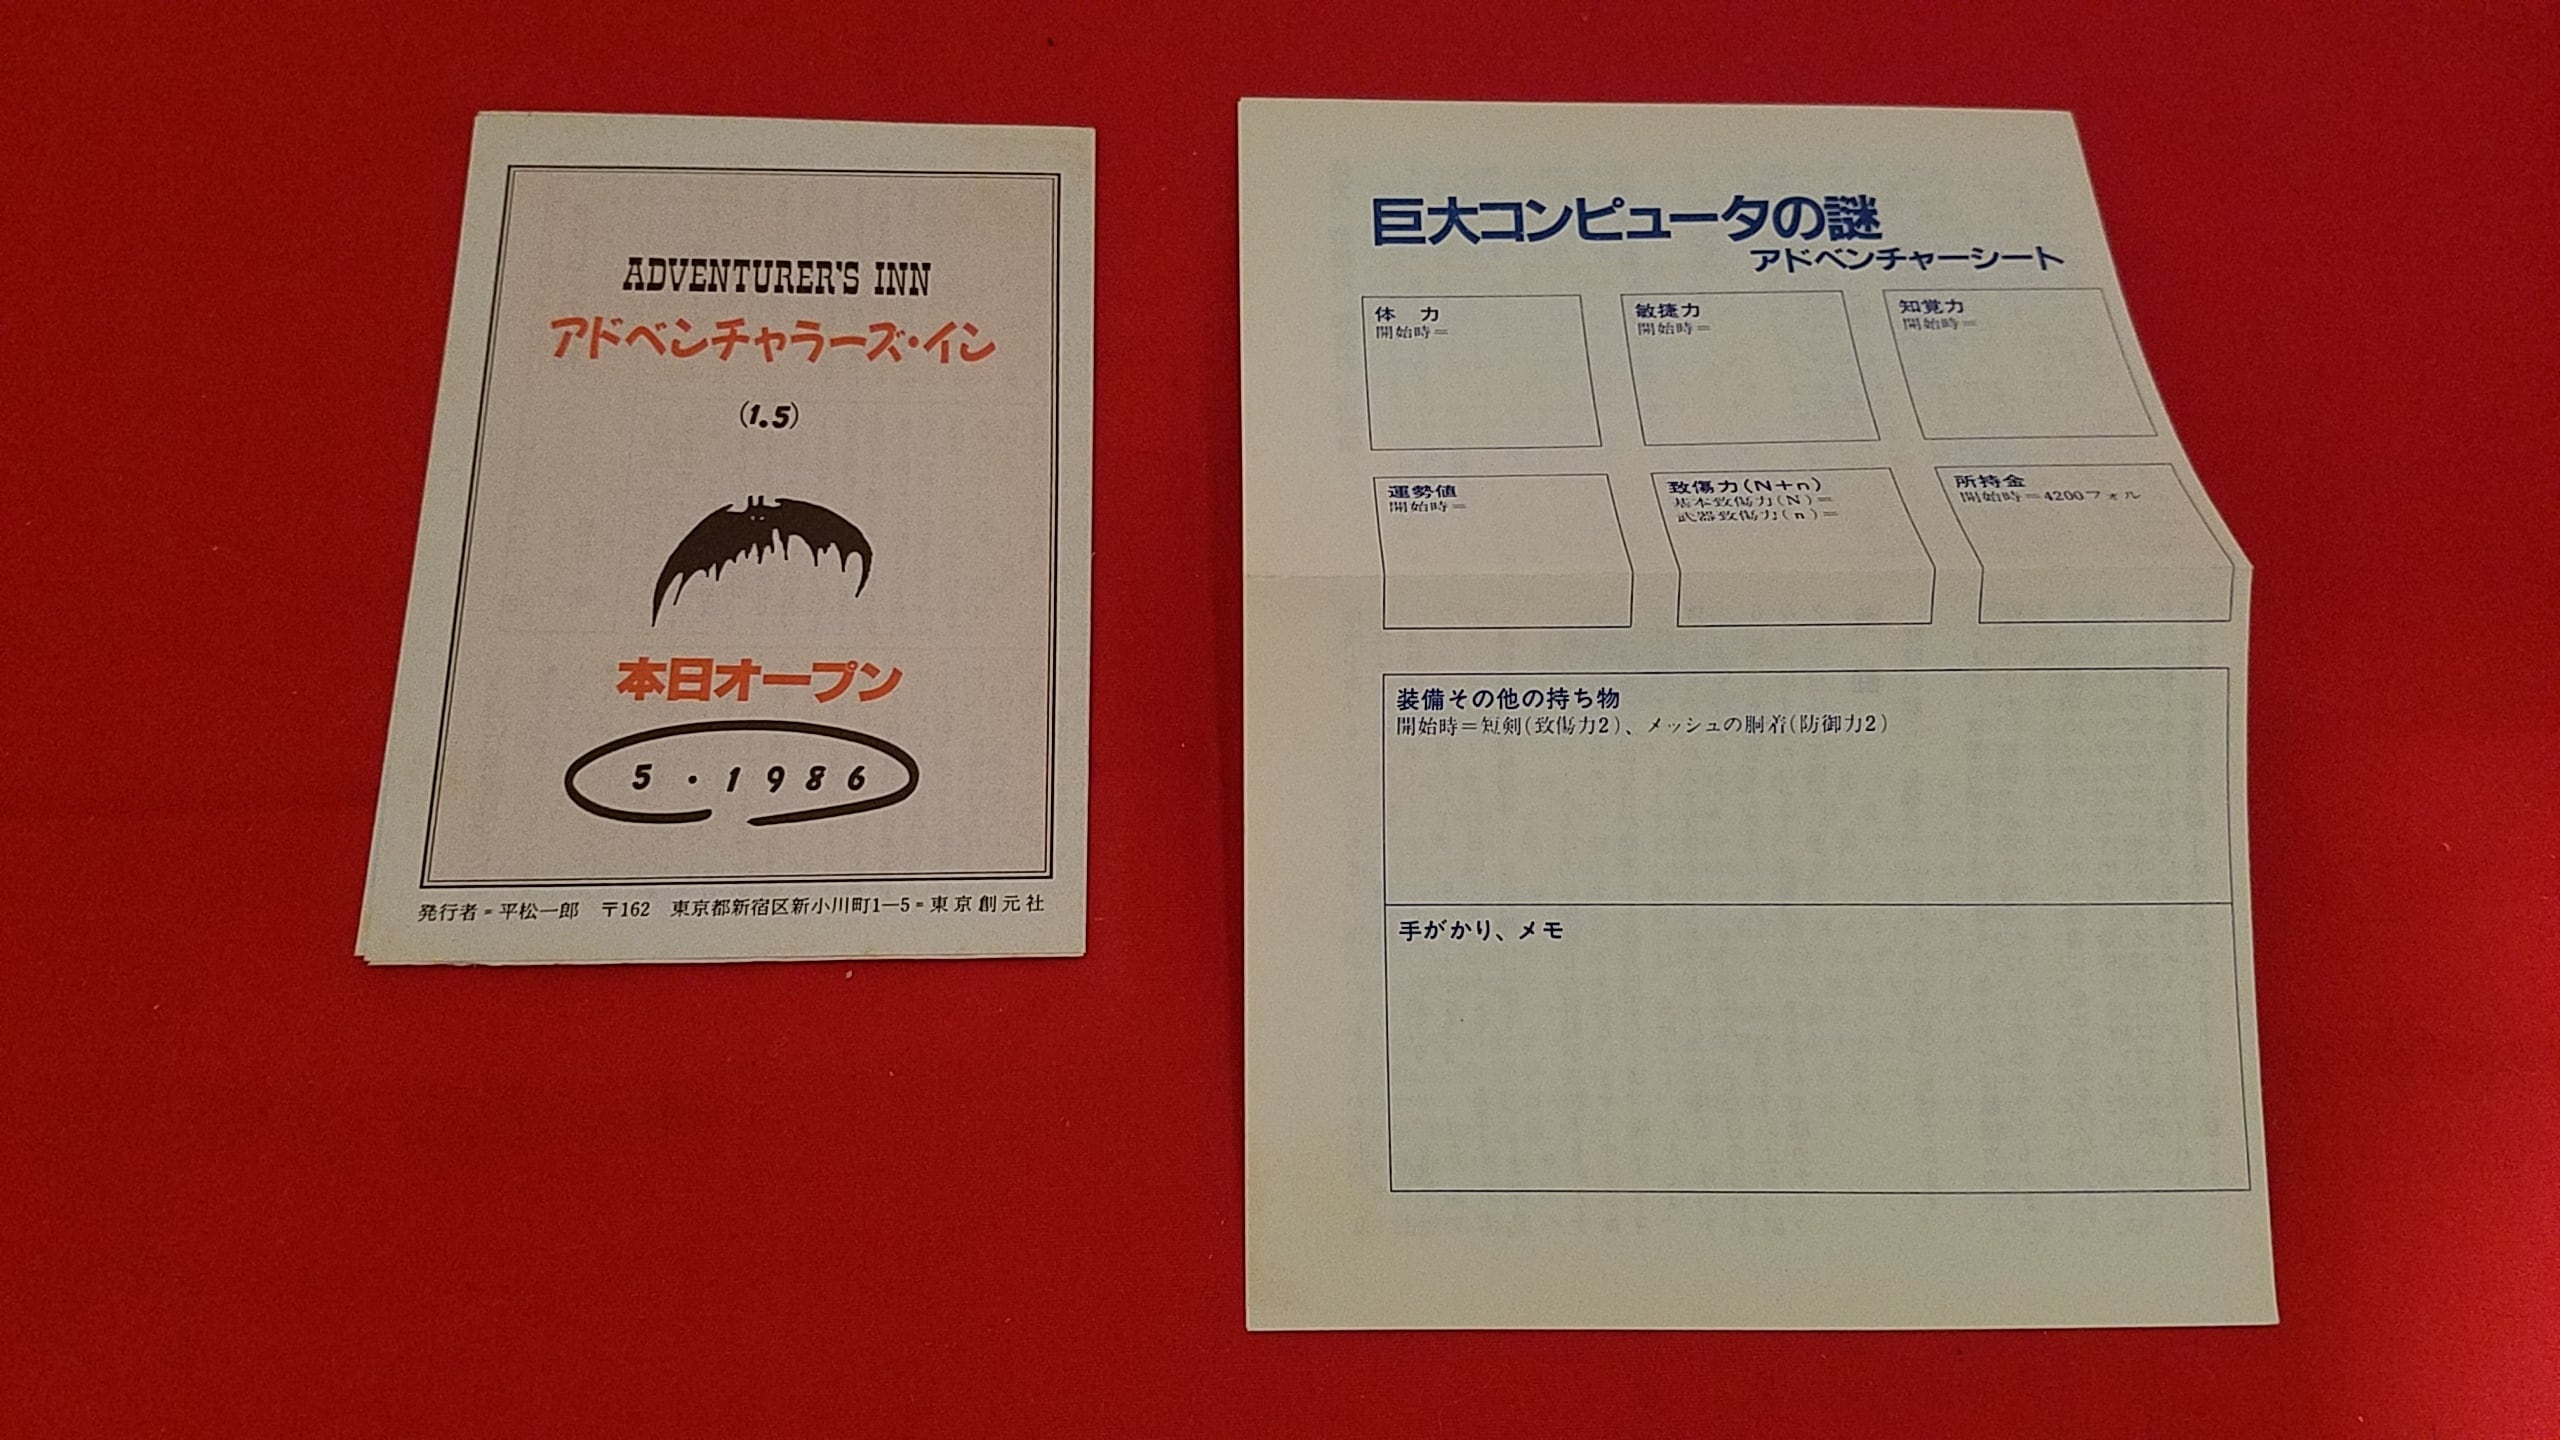 ADVENTURER'S INN
アドベンチャラーズ・イン
(1.5)
本日オープン
5・1986
発行者=平松一郎 〒162 東京都新宿区新小川町1—5=東京創元社
巨大コンピュータの謎
アドベンチャーシート
体 力
開始時=
敏捷力
開始時=
知覚力
開始時=
運勢値
開始時=
致傷力(N+n)
基本致傷力(N)=
武器致傷力(n)=
所持金
開始時=4200フォル
装備その他の持ち物
開始時=短剣(致傷力2)、メッシュの胴着(防御力2)
手がかり、メモ